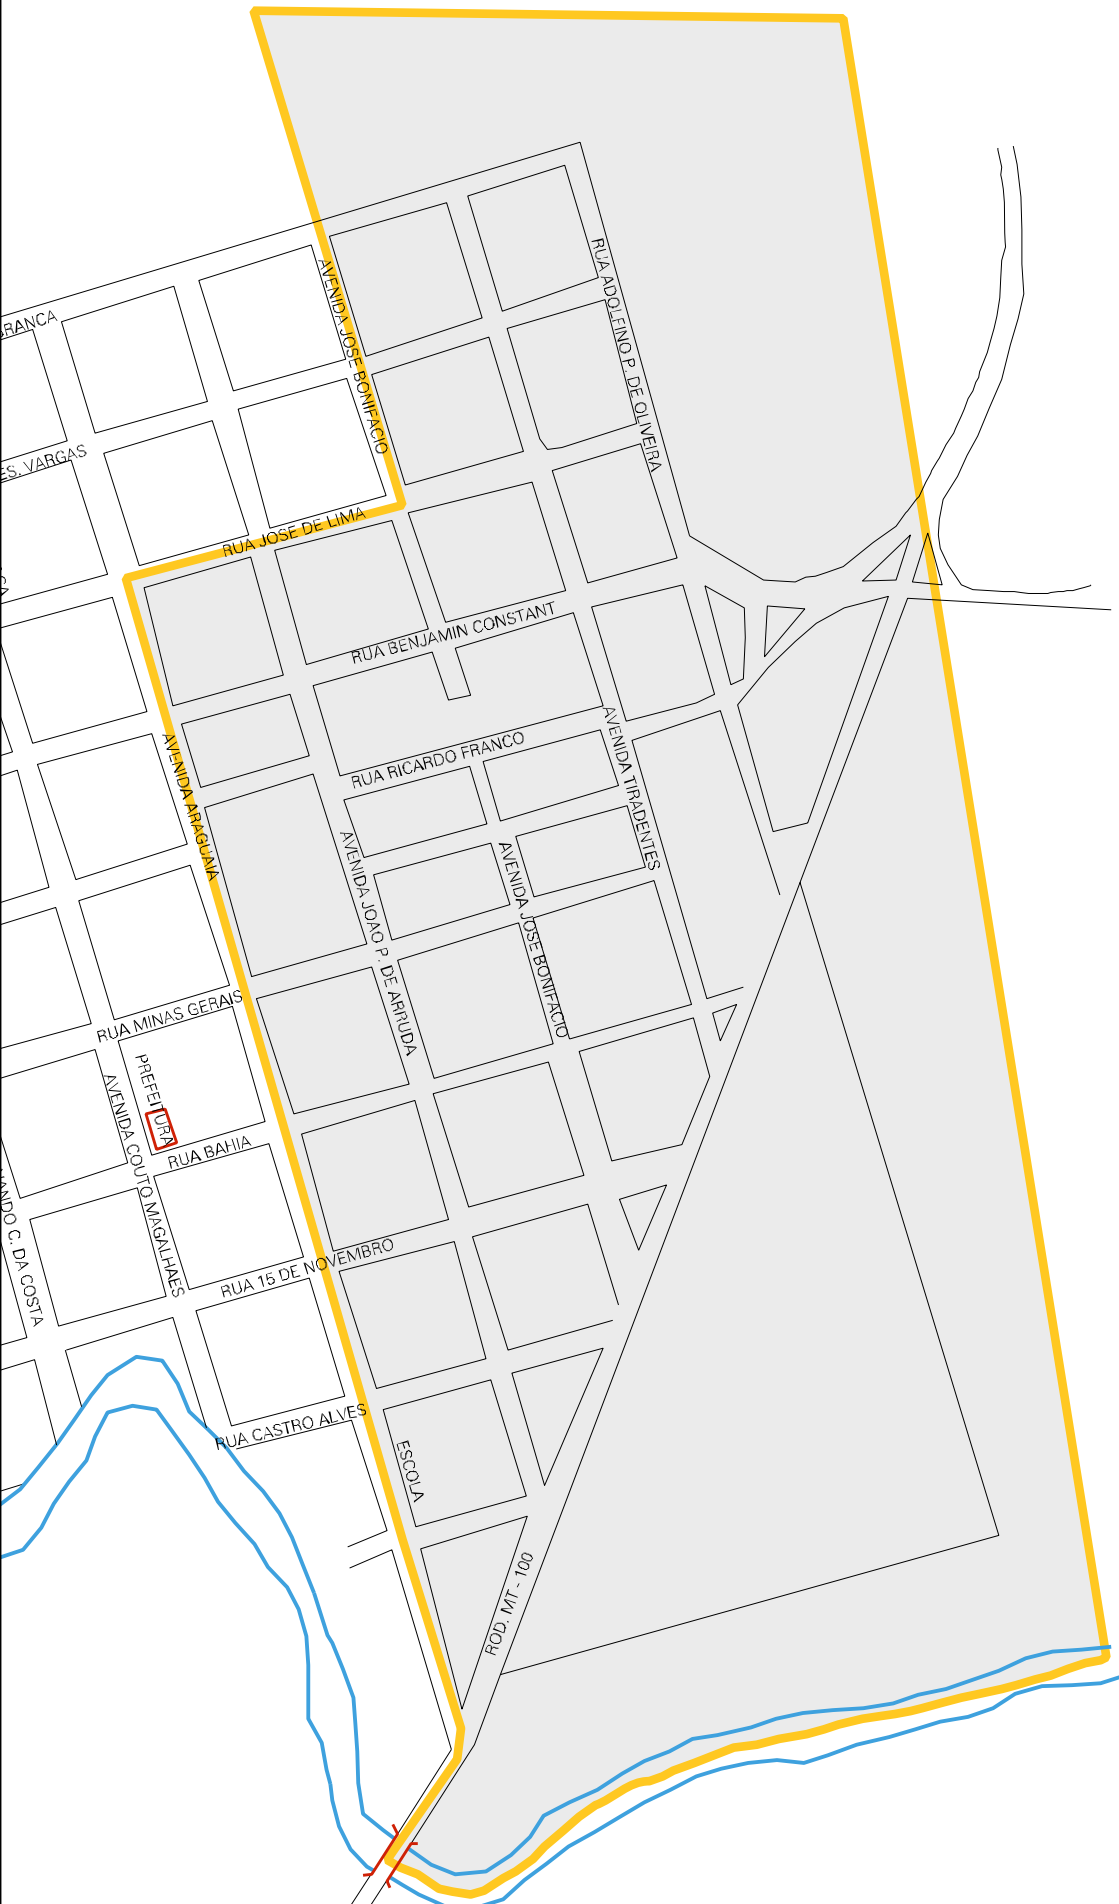 RUA ADOLFINO P. DE OLIVEIRA
AVENIDA JOSE BONIFACIO
BRANCA
ES. VARGAS
RUA JOSE DE LIMA
RUA BENJAMIN CONSTANT
AVENIDA TIRADENTES
RUA RICARDO FRANCO
AVENIDA ARAGUAIA
AVENIDA JOAO P. DE ARRUDA
AVENIDA JOSE BONIFACIO
RUA MINAS GERAIS
PREFEITURA
AVENIDA COUTO MAGALHAES
RUA BAHIA
ANDO C. DA COSTA
RUA 15 DE NOVEMBRO
RUA CASTRO ALVES
ESCOLA
ROD. MT - 100